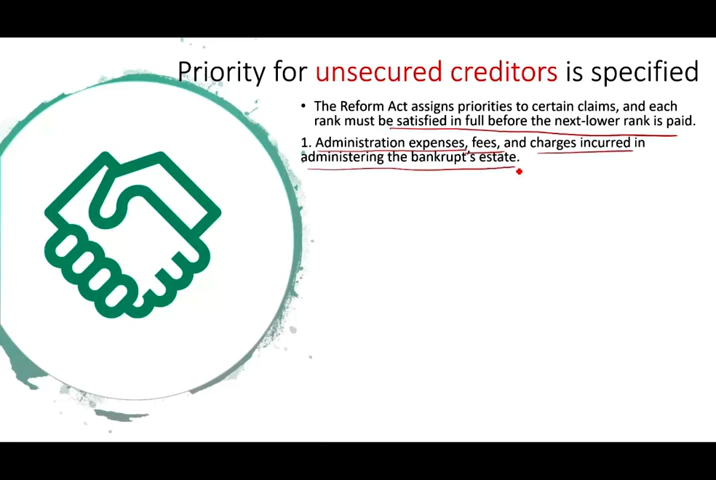 Priority for unsecured creditors is specified
• The Reform Act assigns priorities to certain claims, and each
rank must be satisfied in full before the next-lower rank is paid.
1. Administration expenses, fees, and charges incurred in
administering the bankrupt's estate.